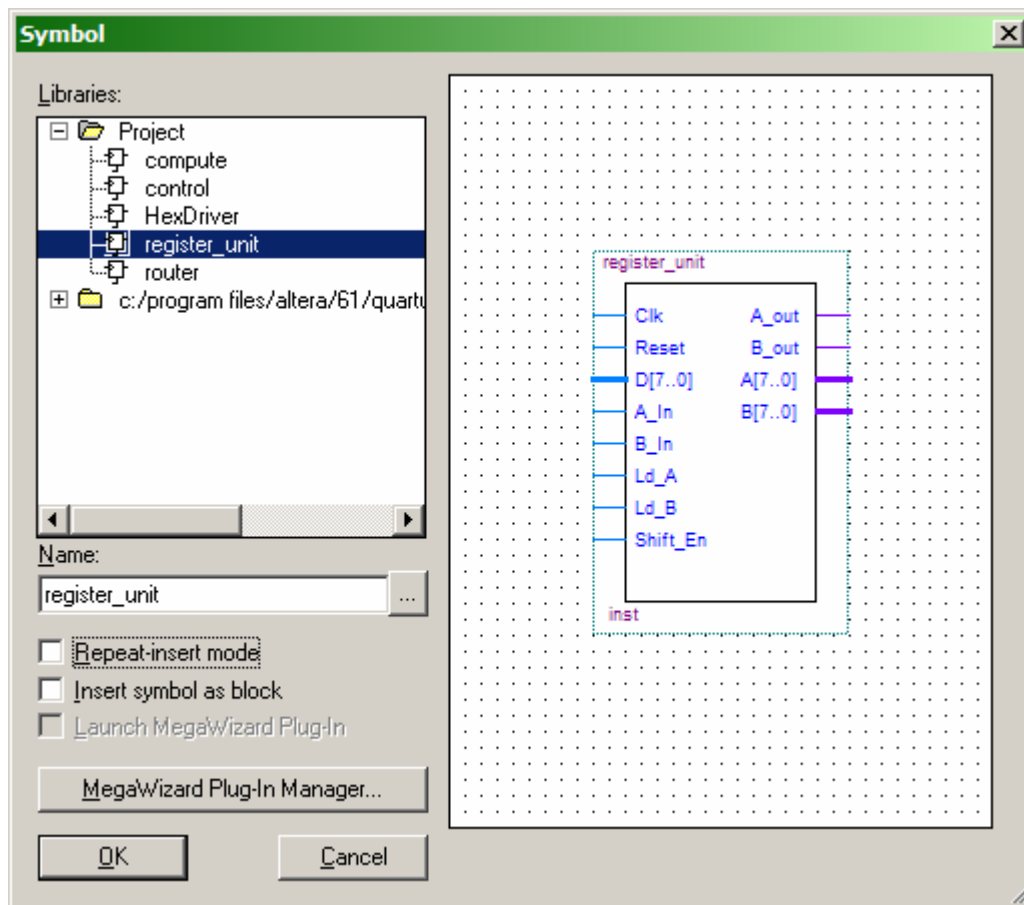 Symbol
Libraries:
Project
compute
control
HexDriver
register_unit
router
c:/program files/altera/61/quartu
Name:
register_unit
...
Repeat-insert mode
Insert symbol as block
Launch MegaWizard Plug-In
MegaWizard Plug-In Manager...
OK Cancel
register_unit
Clk A_out
Reset B_out
D[7..0] A[7..0]
A_In B[7..0]
B_In
Ld_A
Ld_B
Shift_En
inst